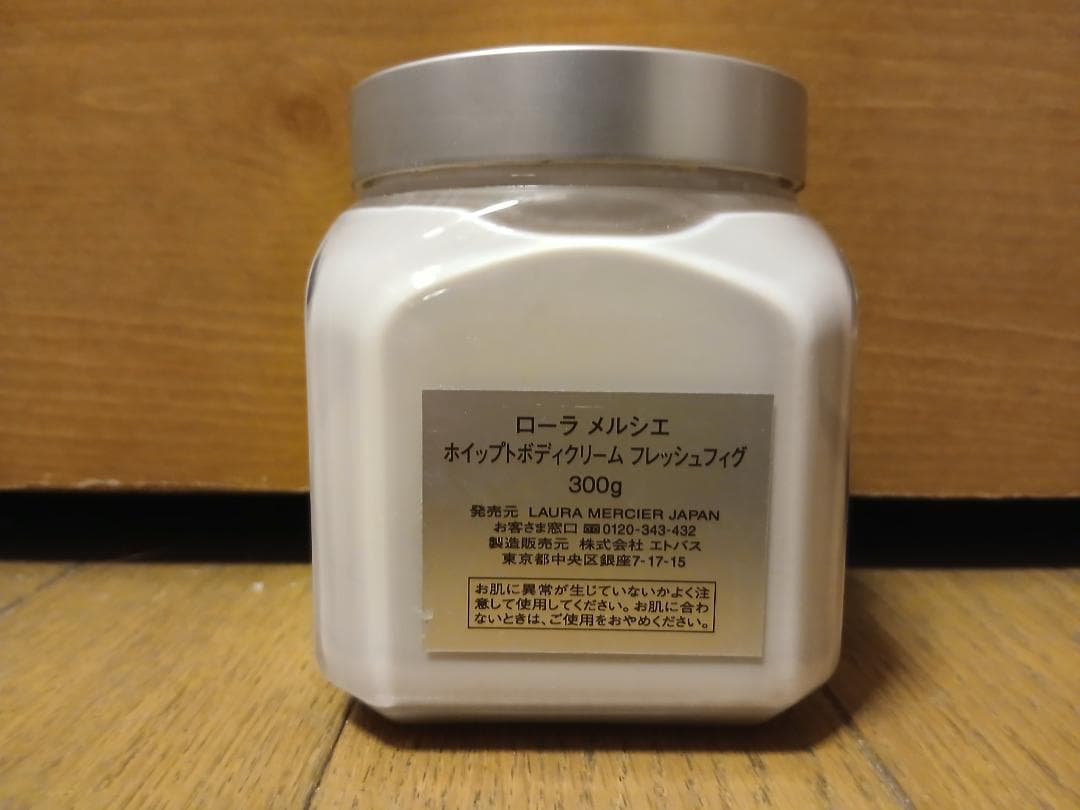 ローラ メルシエ
ホイップトボディクリーム フレッシュフィグ
300g
発売元 LAURA MERCIER JAPAN
お客さま窓口 0120-343-432
製造販売元 株式会社 エトバス
東京都中央区銀座7-17-15
お肌に異常が生じていないかよく注
意して使用してください。お肌に合わ
ないときは、ご使用をおやめください。